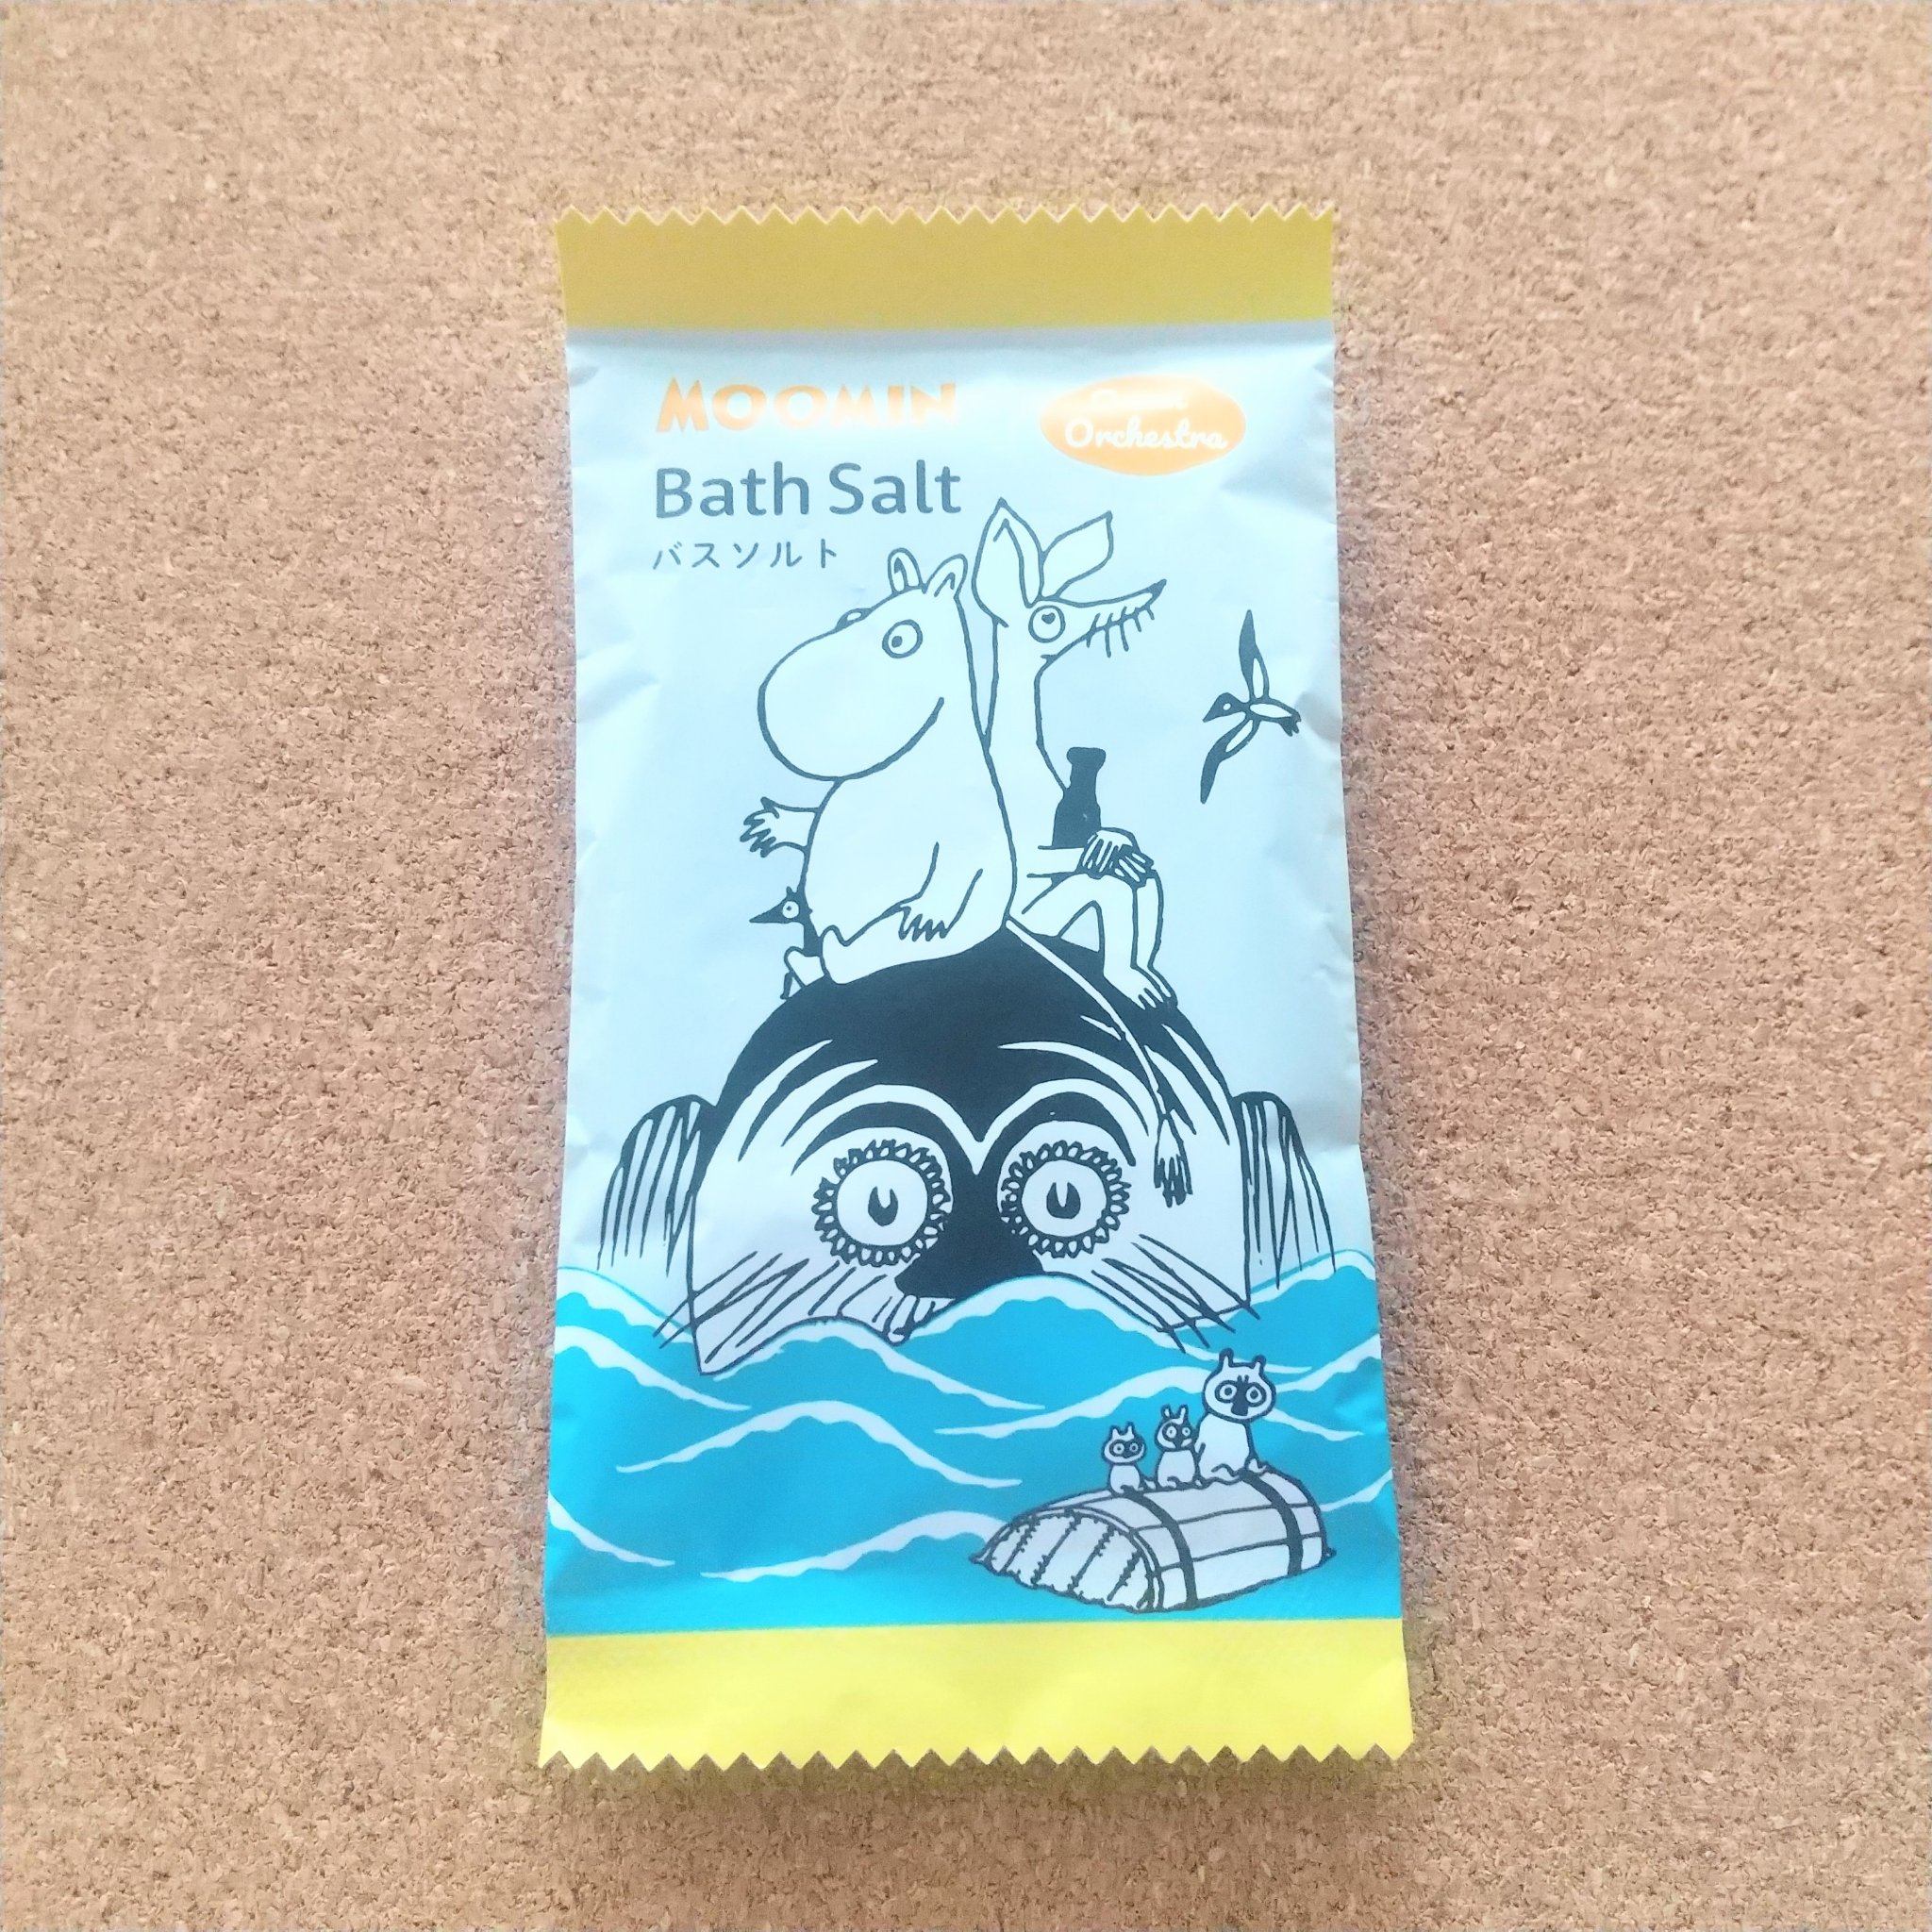 MOOMIN
Orchestra
Bath Salt
バスソルト